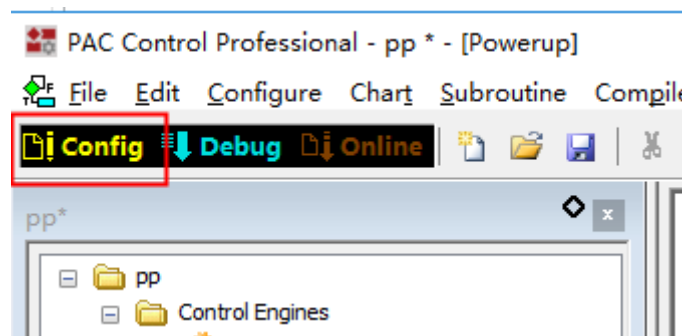 PAC Control Professional - pp * - [Powerup]
File Edit Configure Chart Subroutine Compile
Config Debug Online
pp*
pp
Control Engines